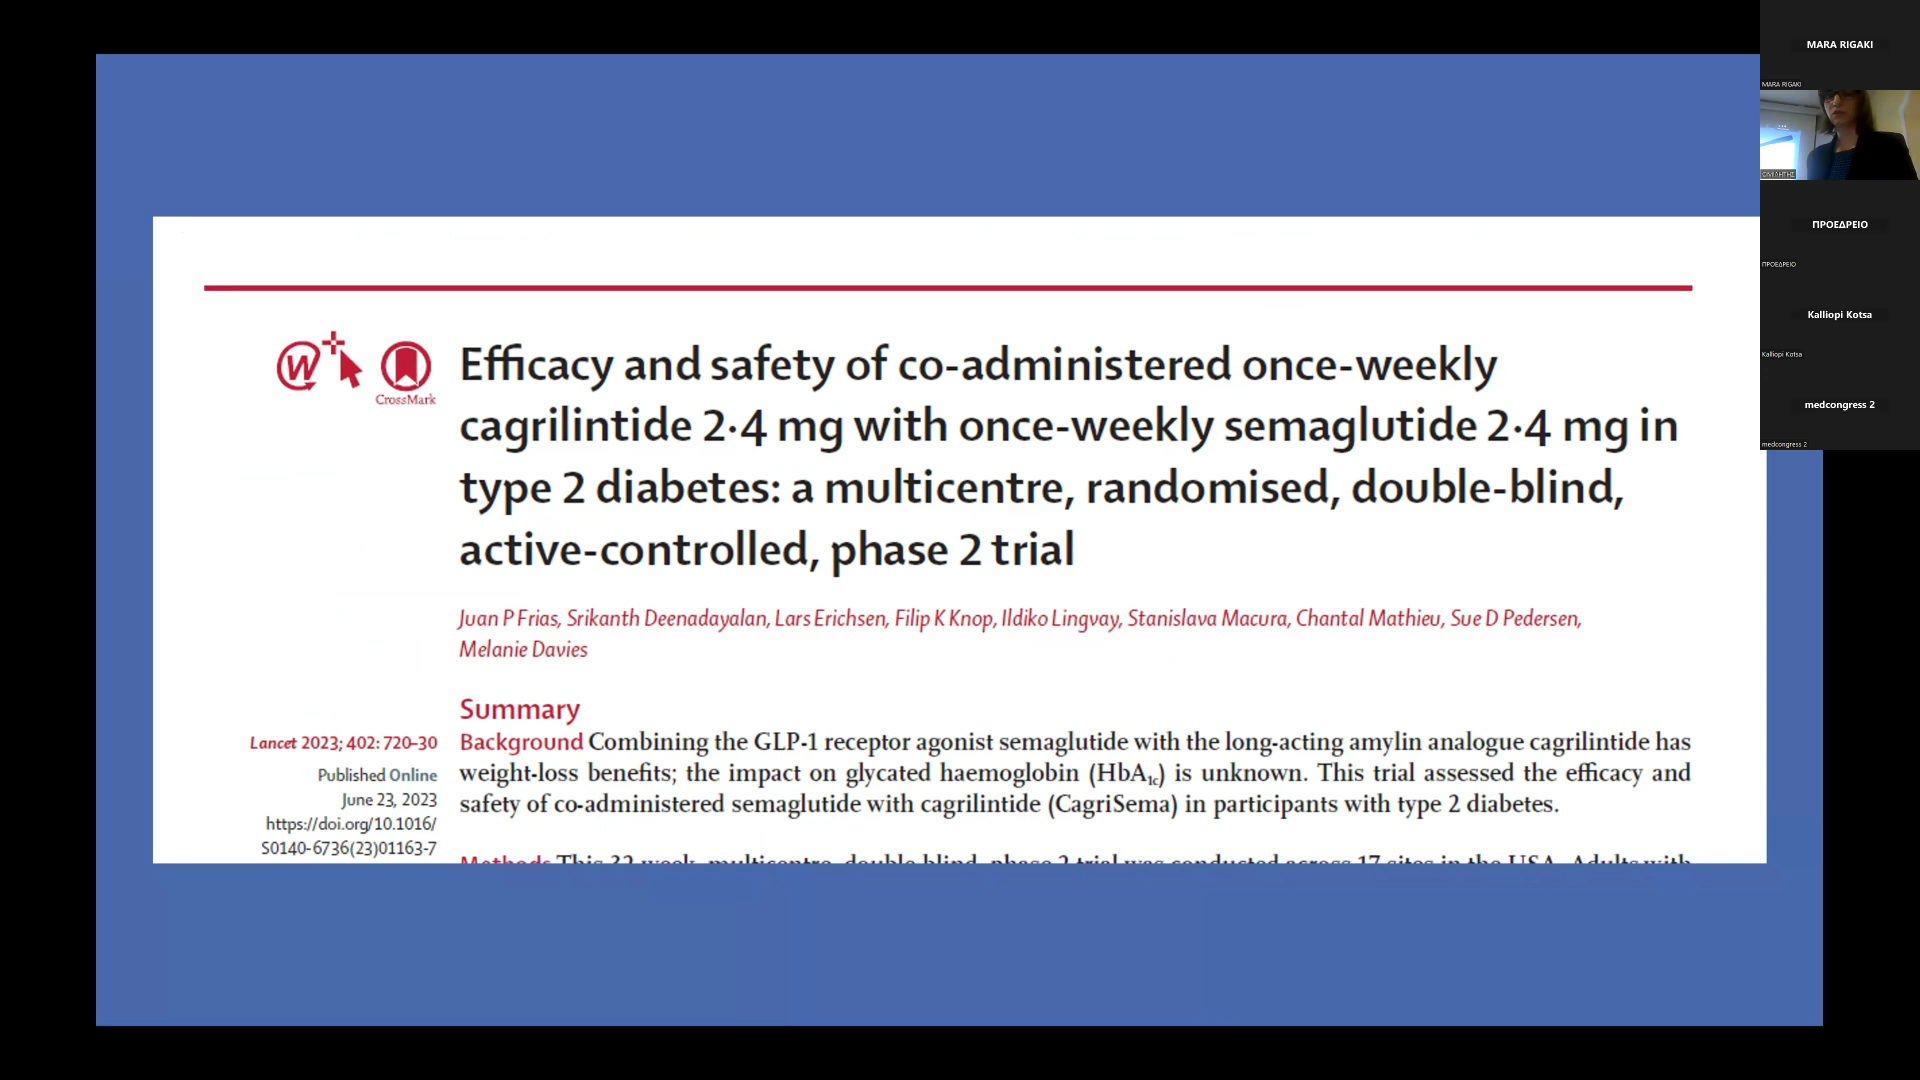 MARA RIGAKI
MARA RIGAKI
ΟΜΙΛΗΤΗΣ
ΠΡΟΕΔΡΕΙΟ
ΠΡΟΕΔΡΕΙΟ
Kalliopi Kotsa
Kalliopi Kotsa
medcongress 2
medcongress 2
CrossMark
Efficacy and safety of co-administered once-weekly
cagrilintide 2·4 mg with once-weekly semaglutide 2·4 mg in
type 2 diabetes: a multicentre, randomised, double-blind,
active-controlled, phase 2 trial
Juan P Frias, Srikanth Deenadayalan, Lars Erichsen, Filip K Knop, Ildiko Lingvay, Stanislava Macura, Chantal Mathieu, Sue D Pedersen,
Melanie Davies
Summary
Background Combining the GLP-1 receptor agonist semaglutide with the long-acting amylin analogue cagrilintide has
weight-loss benefits; the impact on glycated haemoglobin (HbA1c) is unknown. This trial assessed the efficacy and
safety of co-administered semaglutide with cagrilintide (CagriSema) in participants with type 2 diabetes.
Methods This 32-week, multicentre, double-blind, phase 2 trial was conducted across 17 sites in the USA. Adults with
Lancet 2023; 402: 720–30
Published Online
June 23, 2023
https://doi.org/10.1016/
S0140-6736(23)01163-7